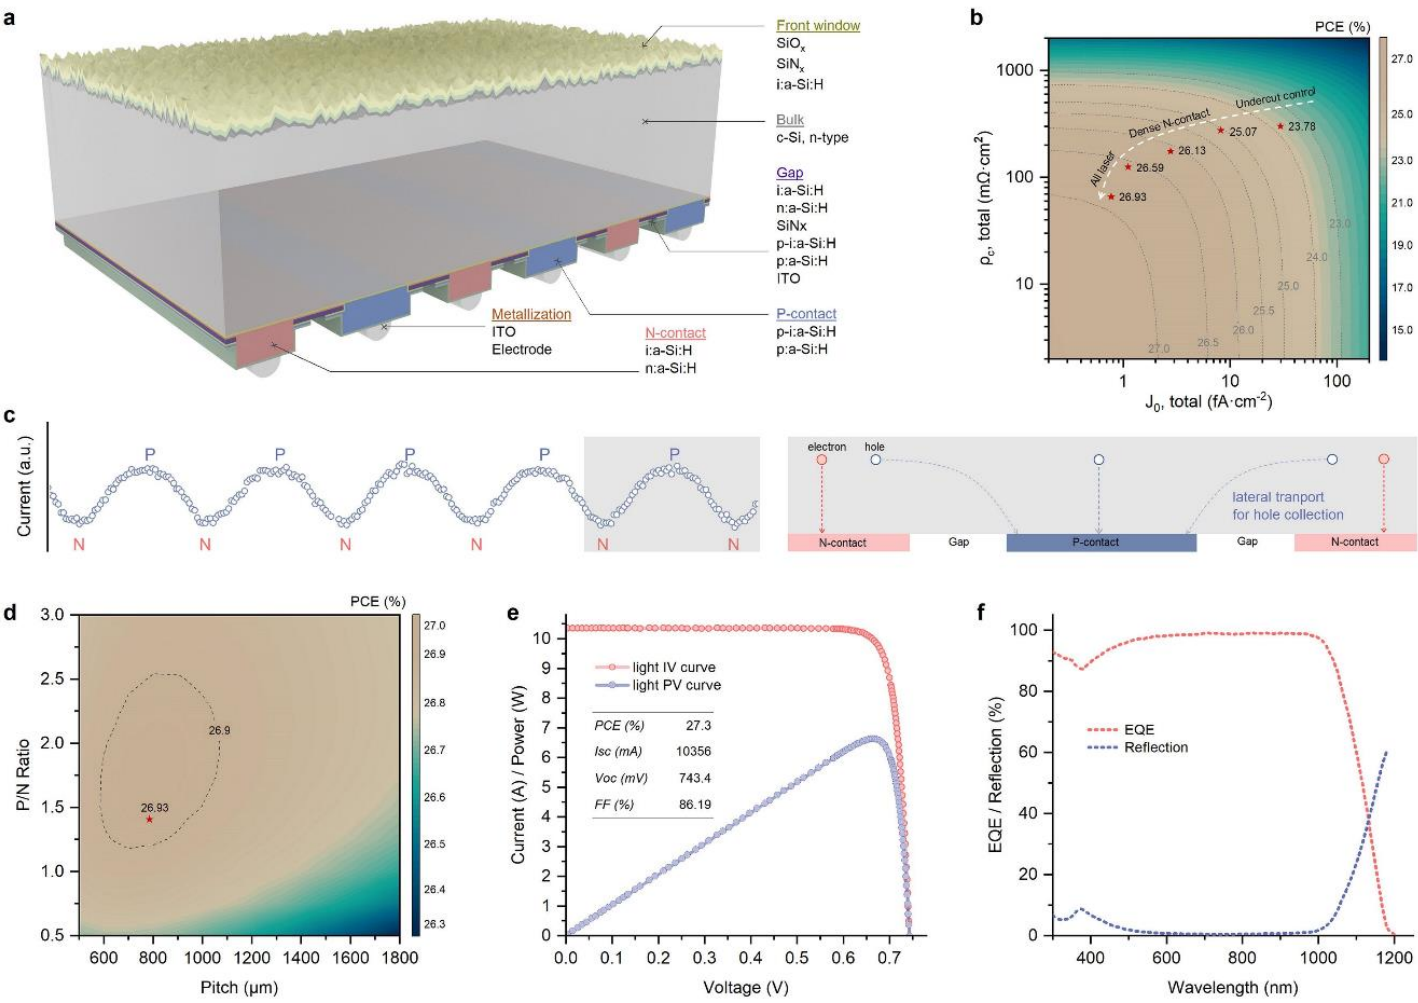 a
Front window
SiOx
SiNx
i:a-Si:H
Bulk
c-Si, n-type
Gap
i:a-Si:H
n:a-Si:H
SiNx
p-i:a-Si:H
p:a-Si:H
ITO
P-contact
p-i:a-Si:H
p:a-Si:H
Metallization
ITO
Electrode
N-contact
i:a-Si:H
n:a-Si:H
b
PCE (%)
1000
100
10
1 10 100
ρc, total (mΩ·cm²)
J0, total (fA·cm-2)
Undercut control
Dense N-contact
All laser
23.78
25.07
26.13
26.59
26.93
23.0
24.0
25.0
25.5
26.0
26.5
27.0
27.0
25.0
23.0
21.0
19.0
17.0
15.0
c
Current (a.u.)
P P P P P
N N N N N N
electron hole
lateral tranport
for hole collection
N-contact Gap P-contact Gap N-contact
d
PCE (%)
3.0
2.5
2.0
1.5
1.0
0.5
P/N Ratio
600 800 1000 1200 1400 1600 1800
Pitch (μm)
26.9
26.93
27.0
26.9
26.8
26.7
26.6
26.5
26.4
26.3
e
Current (A) / Power (W)
10
9
8
7
6
5
4
3
2
1
0
0.0 0.1 0.2 0.3 0.4 0.5 0.6 0.7
Voltage (V)
light IV curve
light PV curve
PCE (%) 27.3
Isc (mA) 10356
Voc (mV) 743.4
FF (%) 86.19
f
EQE / Reflection (%)
100
80
60
40
20
0
400 600 800 1000 1200
Wavelength (nm)
EQE
Reflection